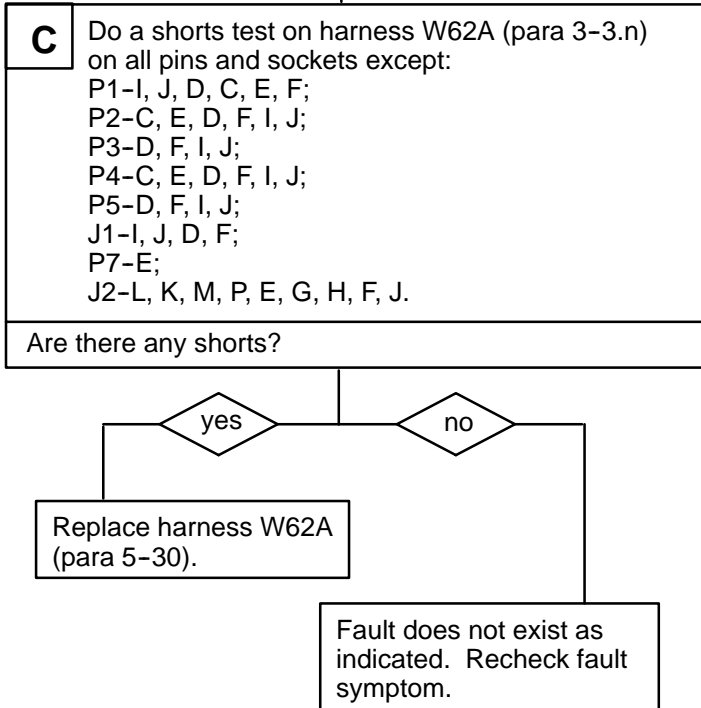 C
Do a shorts test on harness W62A (para 3-3.n)
on all pins and sockets except:
P1-I, J, D, C, E, F;
P2-C, E, D, F, I, J;
P3-D, F, I, J;
P4-C, E, D, F, I, J;
P5-D, F, I, J;
J1-I, J, D, F;
P7-E;
J2-L, K, M, P, E, G, H, F, J.
Are there any shorts?
yes
no
Replace harness W62A
(para 5-30).
Fault does not exist as
indicated.  Recheck fault
symptom.